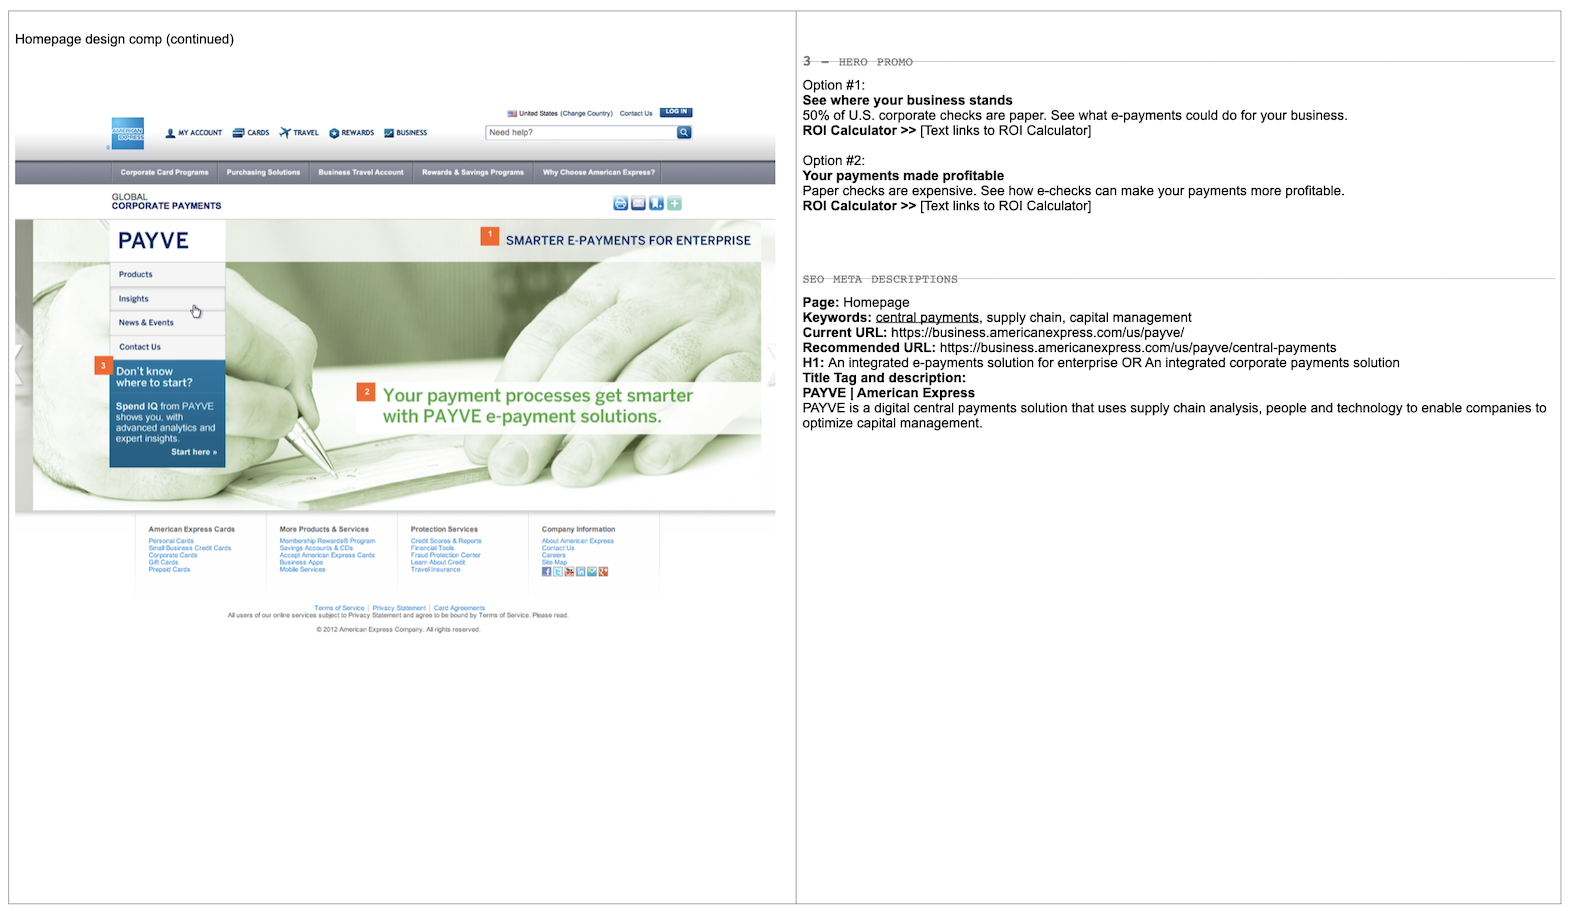 Homepage design comp (continued)
United States (Change Country) Contact Us LOG IN
AMERICAN EXPRESS
MY ACCOUNT CARDS TRAVEL REWARDS BUSINESS
Need help?
Corporate Card Programs Purchasing Solutions Business Travel Account Rewards & Savings Programs Why Choose American Express?
GLOBAL
CORPORATE PAYMENTS
PAYVE
1 SMARTER E-PAYMENTS FOR ENTERPRISE
Products
Insights
News & Events
Contact Us
3 Don't know
where to start?
Spend IQ from PAYVE
shows you, with
advanced analytics and
expert insights.
Start here »
2 Your payment processes get smarter
with PAYVE e-payment solutions.
American Express Cards
Personal Cards
Small Business Credit Cards
Corporate Cards
Gift Cards
Prepaid Cards
More Products & Services
Membership Rewards® Program
Savings Accounts & CDs
Accept American Express Cards
Business Apps
Mobile Services
Protection Services
Credit Scores & Reports
Financial Tools
Fraud Protection Center
Learn About Credit
Travel Insurance
Company Information
About American Express
Contact Us
Careers
Site Map
Terms of Service | Privacy Statement | Card Agreements
All users of our online services subject to Privacy Statement and agree to be bound by Terms of Service. Please read.
© 2012 American Express Company. All rights reserved.
3 – HERO PROMO
Option #1:
See where your business stands
50% of U.S. corporate checks are paper. See what e-payments could do for your business.
ROI Calculator >> [Text links to ROI Calculator]
Option #2:
Your payments made profitable
Paper checks are expensive. See how e-checks can make your payments more profitable.
ROI Calculator >> [Text links to ROI Calculator]
SEO META DESCRIPTIONS
Page: Homepage
Keywords: central payments, supply chain, capital management
Current URL: https://business.americanexpress.com/us/payve/
Recommended URL: https://business.americanexpress.com/us/payve/central-payments
H1: An integrated e-payments solution for enterprise OR An integrated corporate payments solution
Title Tag and description:
PAYVE | American Express
PAYVE is a digital central payments solution that uses supply chain analysis, people and technology to enable companies to
optimize capital management.